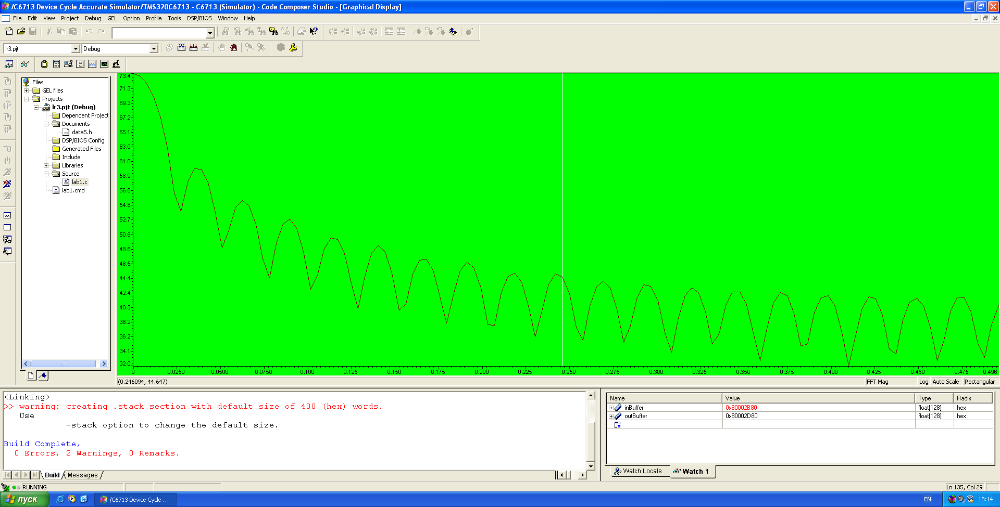 /C6713 Device Cycle Accurate Simulator/TMS320C6713 - C6713 (Simulator) - Code Composer Studio - [Graphical Display]
File Edit View Project Debug GEL Option Profile Tools DSP/BIOS Window Help
lr3.pjt Debug
Files
GEL files
Projects
lr3.pjt (Debug)
Dependent Project
Documents
data5.h
DSP/BIOS Config
Generated Files
Include
Libraries
Source
lab1.c
lab1.cmd
73.4
71.3
69.3
67.2
65.1
63.0
61.0
58.9
56.8
54.8
52.7
50.6
48.6
46.5
44.4
42.4
40.3
38.2
36.2
34.1
32.0
0 0.0250 0.0500 0.0750 0.100 0.125 0.150 0.175 0.200 0.225 0.250 0.275 0.300 0.325 0.350 0.375 0.400 0.425 0.450 0.475 0.496
(0.246094, 44.647) FFT Mag Log Auto Scale Rectangular
<Linking>
>> warning: creating .stack section with default size of 400 (hex) words.
Use
-stack option to change the default size.
Build Complete,
0 Errors, 2 Warnings, 0 Remarks.
Build Messages
Name Value Type Radix
inBuffer 0x80002B80 float[128] hex
outBuffer 0x80002D80 float[128] hex
Watch Locals Watch 1
RUNNING Ln 135, Col 29
пуск /C6713 Device Cycle ... EN 18:14